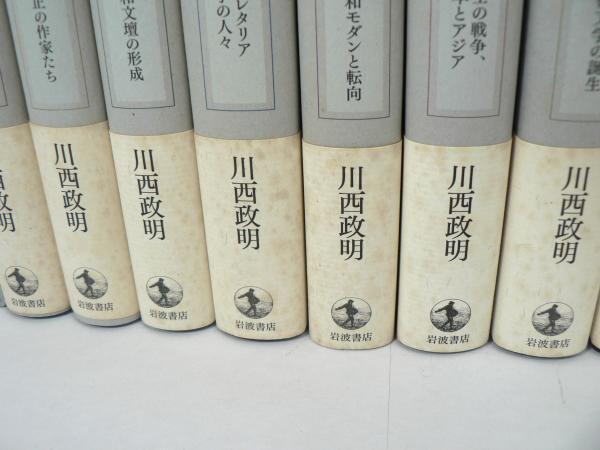 正の作家たち
和文壇の形成
レタリア
の人々
和モダンと転向
の戦争、
とアジア
文学の誕生
川西政明
川西政明
川西政明
川西政明
川西政明
川西政明
西政明
岩波書店
岩波書店
岩波書店
岩波書店
岩波書店
岩波書店
書店